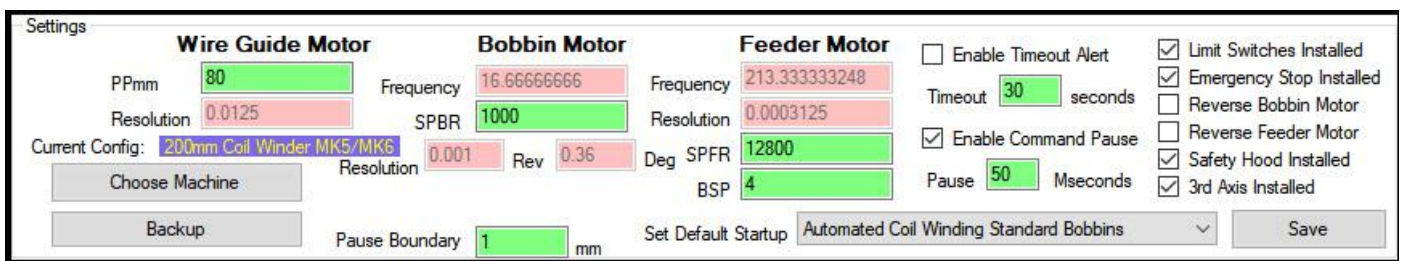 Settings
Wire Guide Motor
PPmm 80
Resolution 0.0125
Current Config: 200mm Coil Winder MK5/MK6
Choose Machine
Backup
Bobbin Motor
Frequency 16.66666666
SPBR 1000
Resolution 0.001 Rev 0.36 Deg
Pause Boundary 1 mm
Feeder Motor
Frequency 213.333333248
Resolution 0.0003125
SPFR 12800
BSP 4
Set Default Startup Automated Coil Winding Standard Bobbins
Enable Timeout Alert
Timeout 30 seconds
Enable Command Pause
Pause 50 Mseconds
Limit Switches Installed
Emergency Stop Installed
Reverse Bobbin Motor
Reverse Feeder Motor
Safety Hood Installed
3rd Axis Installed
Save